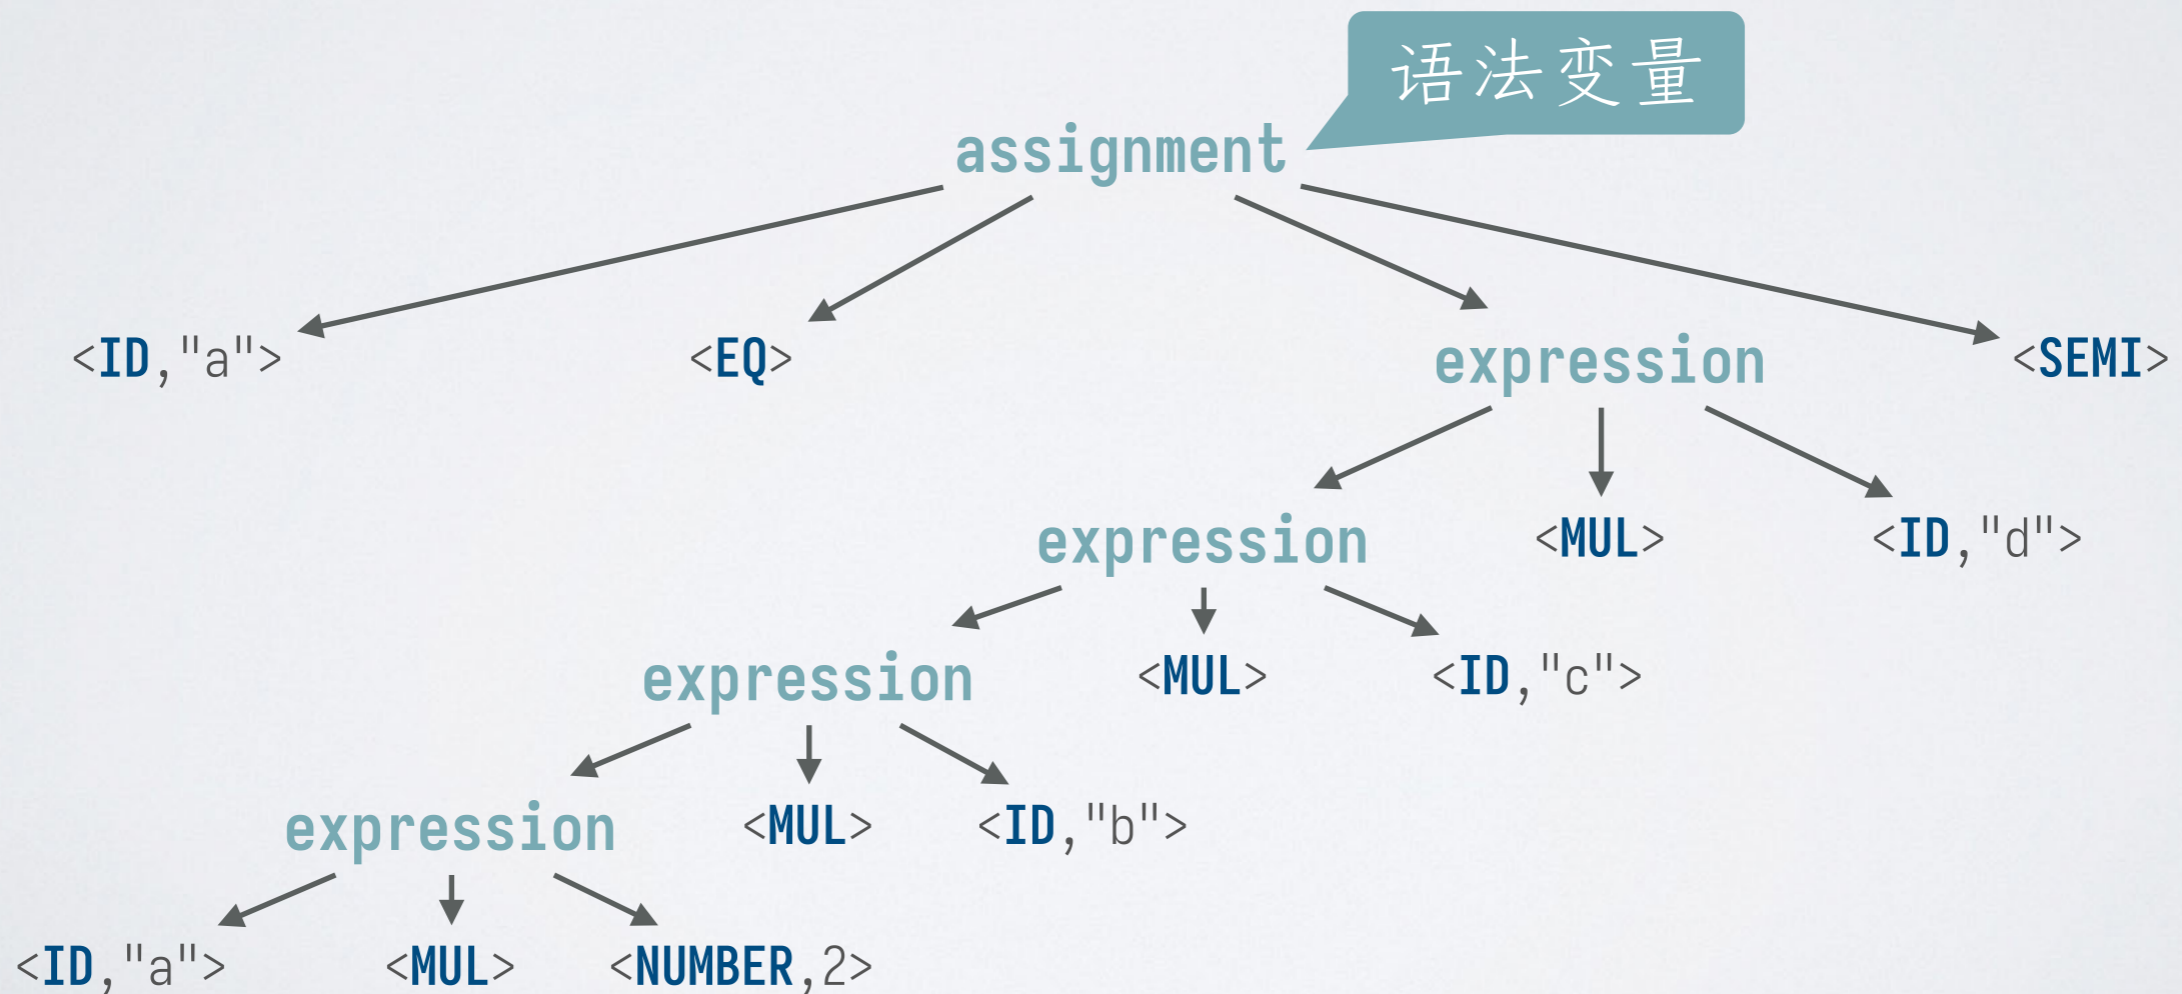 语法变量
assignment
<ID,"a"> <EQ> expression <SEMI>
expression <MUL> <ID,"d">
expression <MUL> <ID,"c">
expression <MUL> <ID,"b">
<ID,"a"> <MUL> <NUMBER,2>